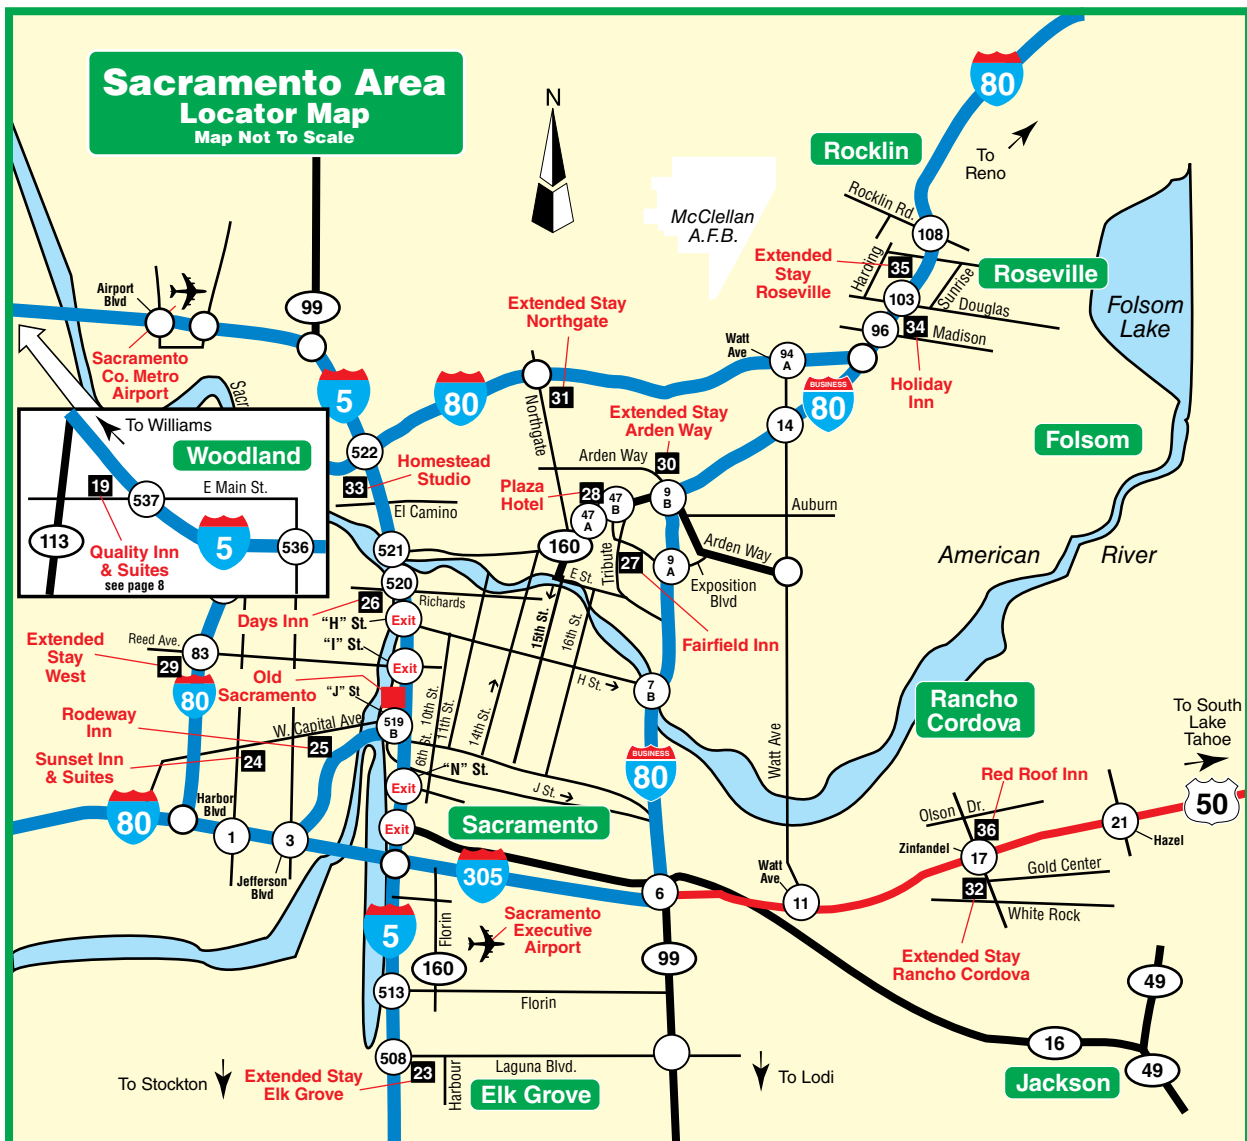 Sacramento Area
Locator Map
Map Not To Scale
N
80
Rocklin
To
Reno
McClellan
A.F.B.
Rocklin Rd.
108
Extended
Stay
Roseville
35
Harding
Sunrise
Roseville
103
Douglas
Folsom
Lake
96
34
Madison
Airport
Blvd
99
Extended Stay
Northgate
Watt
Ave
94
A
Sacramento
Co. Metro
Airport
5
80
31
BUSINESS
80
Holiday
Inn
Northgate
Extended Stay
Arden Way
14
Folsom
To Williams
Woodland
522
Homestead
Studio
Arden Way
30
19
E Main St.
537
33
El Camino
Plaza
Hotel
28
47
B
9
B
Auburn
47
A
113
5
536
521
160
Arden Way
American
River
Quality Inn
& Suites
see page 8
Tribute
27
9
A
Exposition
Blvd
520
E St.
Richards
Days Inn
26
"H" St.
Exit
15th St.
16th St.
Fairfield Inn
Extended
Stay
West
Reed Ave.
83
29
"I" St.
Exit
H St.
7
B
Old
Sacramento
80
"J" St
10th St.
11th St.
14th St.
6th St.
Rancho
Cordova
To South
Lake
Tahoe
Rodeway
Inn
W. Capital Ave
519
B
25
Watt Ave
Sunset Inn
& Suites
24
"N" St.
BUSINESS
80
Red Roof Inn
50
Exit
J St.
Harbor
Blvd
80
Sacramento
Olson Dr.
36
21
Hazel
1
3
Exit
Zinfandel
17
Gold Center
Jefferson
Blvd
305
Watt
Ave
6
11
32
White Rock
5
Florin
Sacramento
Executive
Airport
Extended Stay
Rancho Cordova
160
99
49
513
Florin
16
508
Laguna Blvd.
49
To Stockton
Extended Stay
Elk Grove
23
Harbour
Elk Grove
To Lodi
Jackson